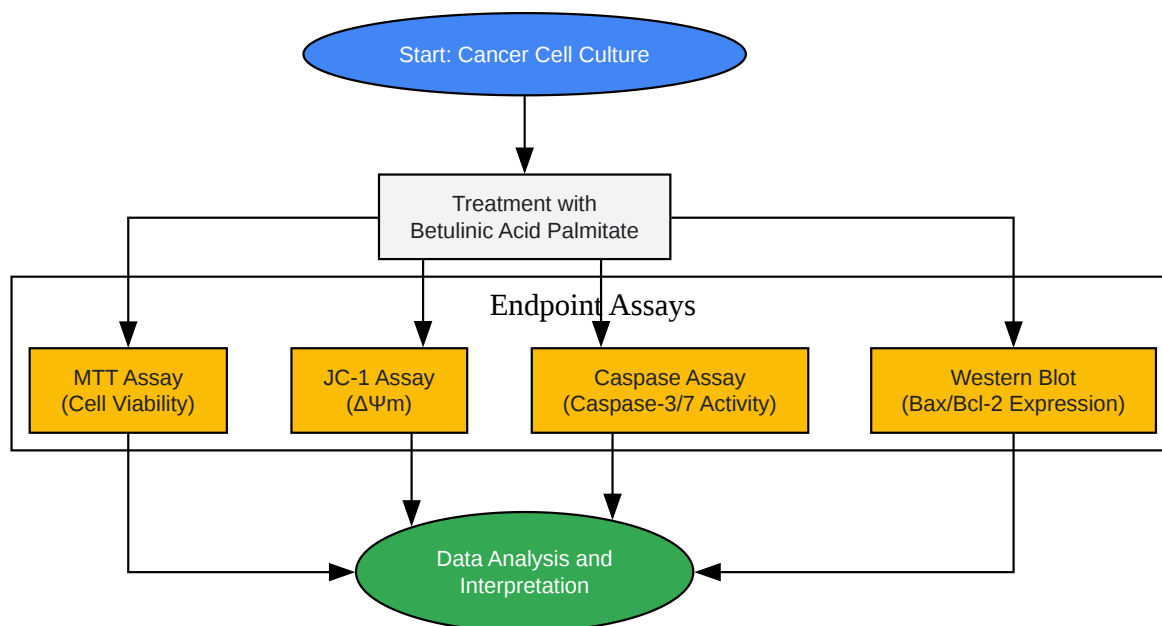 Start: Cancer Cell Culture
Treatment with
Betulinic Acid Palmitate
Endpoint Assays
MTT Assay
(Cell Viability)
JC-1 Assay
(ΔΨm)
Caspase Assay
(Caspase-3/7 Activity)
Western Blot
(Bax/Bcl-2 Expression)
Data Analysis and
Interpretation